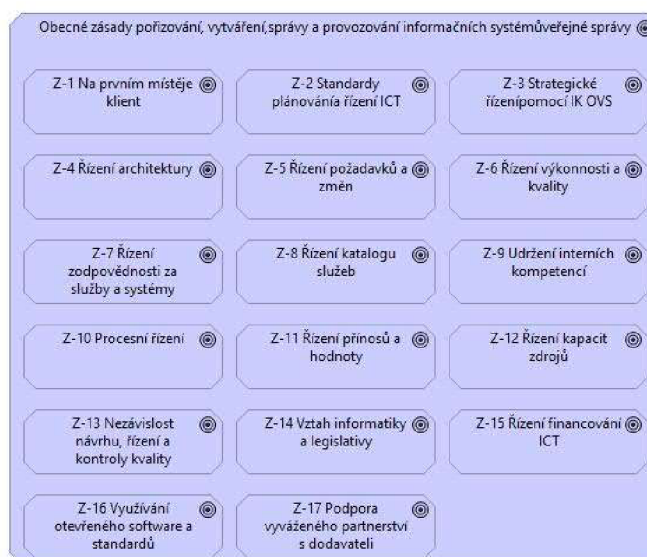 Obecné zásady pořizování, vytváření,správy a provozování informačních systémůveřejné správy
Z-1 Na prvním místěje
klient
Z-2 Standardy
plánovánía řízení ICT
Z-3 Strategické
řízenípomocí IK OVS
Z-4 Řízení architektury
Z-5 Řízení požadavků a
změn
Z-6 Řízení výkonnosti a
kvality
Z-7 Řízení
zodpovědnosti za
služby a systémy
Z-8 Řízení katalogu
služeb
Z-9 Udržení interních
kompetencí
Z-10 Procesní řízení
Z-11 Řízení přínosů a
hodnoty
Z-12 Řízení kapacit
zdrojů
Z-13 Nezávislost
návrhu, řízení a
kontroly kvality
Z-14 Vztah informatiky
a legislativy
Z-15 Řízení financování
ICT
Z-16 Využívání
otevřeného software a
standardů
Z-17 Podpora
vyváženého partnerství
s dodavateli